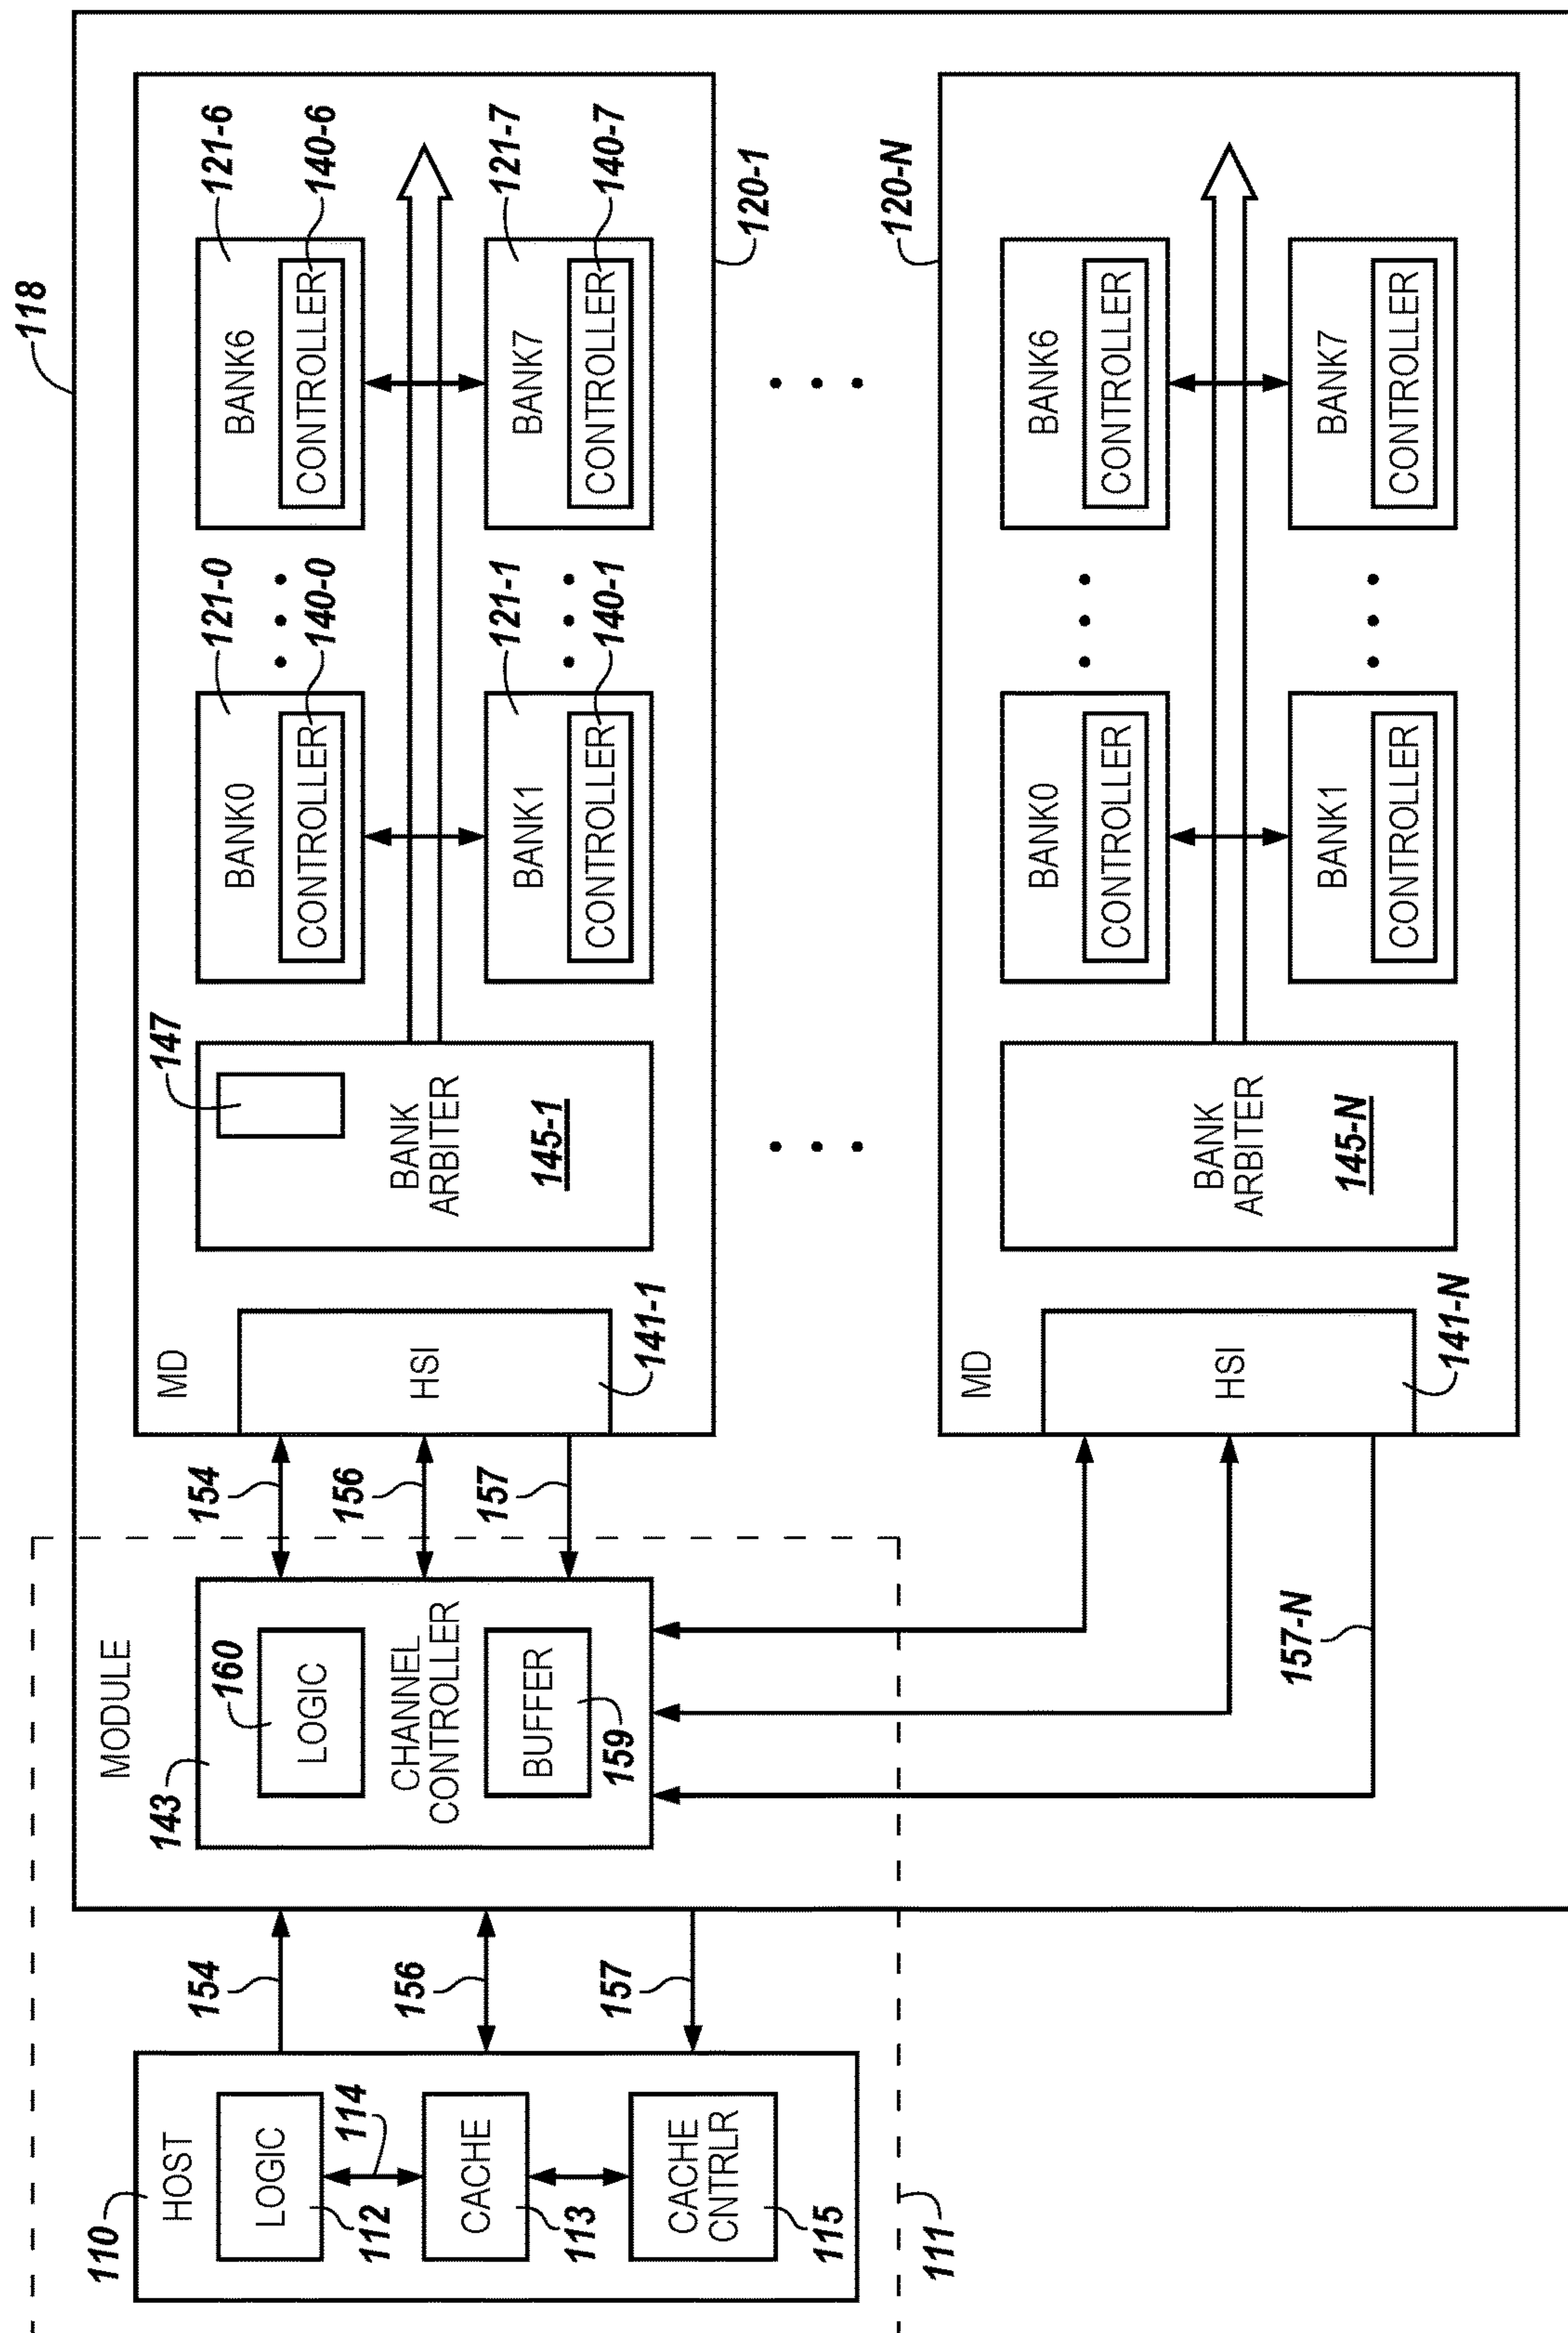 118
MODULE
MD
121-0
121-6
BANK0
BANK6
CONTROLLER
140-0
CONTROLLER
140-6
121-1
121-7
BANK1
BANK7
CONTROLLER
140-1
CONTROLLER
140-7
147
BANK
ARBITER
145-1
HSI
141-1
120-1
154
156
157
143
LOGIC
160
CHANNEL
CONTROLLER
BUFFER
159
110
HOST
LOGIC
112
114
CACHE
113
CACHE
CNTRLR
115
154
156
157
111
120-N
MD
BANK0
BANK6
CONTROLLER
CONTROLLER
BANK1
BANK7
CONTROLLER
CONTROLLER
BANK
ARBITER
145-N
HSI
141-N
157-N